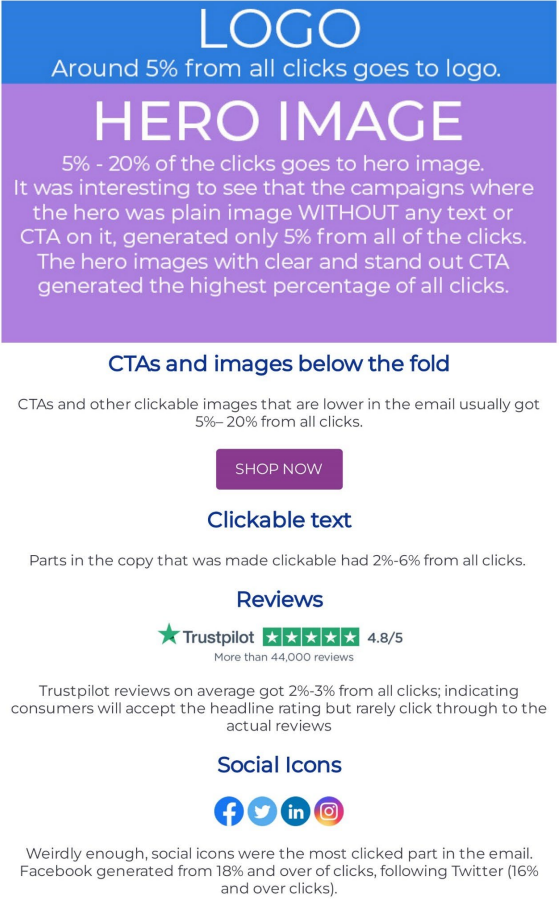 LOGO
Around 5% from all clicks goes to logo.
HERO IMAGE
5% - 20% of the clicks goes to hero image.
It was interesting to see that the campaigns where
the hero was plain image WITHOUT any text or
CTA on it, generated only 5% from all of the clicks.
The hero images with clear and stand out CTA
generated the highest percentage of all clicks.
CTAs and images below the fold
CTAs and other clickable images that are lower in the email usually got
5%– 20% from all clicks.
SHOP NOW
Clickable text
Parts in the copy that was made clickable had 2%-6% from all clicks.
Reviews
Trustpilot 4.8/5
More than 44,000 reviews
Trustpilot reviews on average got 2%-3% from all clicks; indicating
consumers will accept the headline rating but rarely click through to the
actual reviews
Social Icons
Weirdly enough, social icons were the most clicked part in the email.
Facebook generated from 18% and over of clicks, following Twitter (16%
and over clicks).